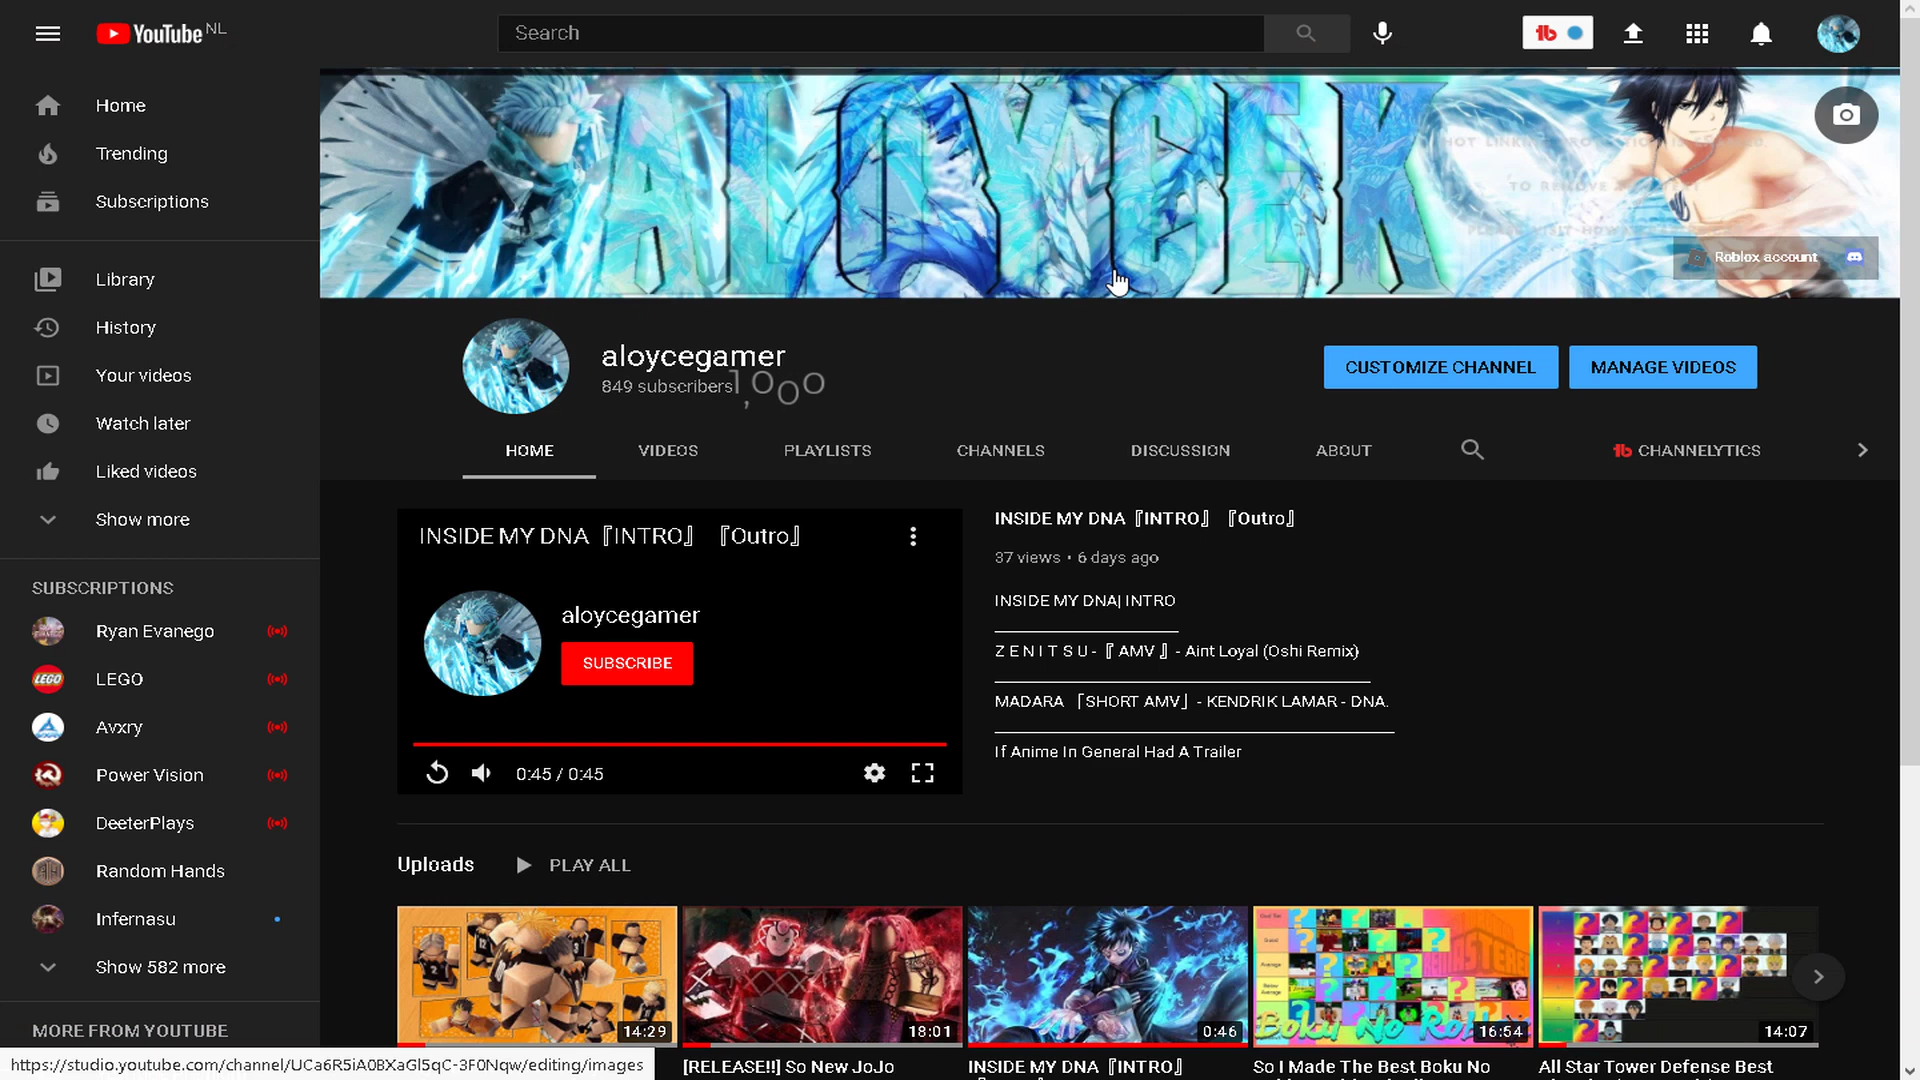 YouTube NL
Search
Home
Trending
Subscriptions
Library
History
Your videos
Watch later
Liked videos
Show more
SUBSCRIPTIONS
Ryan Evanego
LEGO
Avxry
Power Vision
DeeterPlays
Random Hands
Infernasu
Show 582 more
MORE FROM YOUTUBE
https://studio.youtube.com/channel/UCa6R5iA0BXaGl5qC-3F0Nqw/editing/images
ALOYCER
Roblox account
aloycegamer
849 subscribers 1,000
CUSTOMIZE CHANNEL
MANAGE VIDEOS
HOME
VIDEOS
PLAYLISTS
CHANNELS
DISCUSSION
ABOUT
CHANNELYTICS
INSIDE MY DNA『INTRO』『Outro』
aloycegamer
SUBSCRIBE
0:45 / 0:45
INSIDE MY DNA『INTRO』『Outro』
37 views • 6 days ago
INSIDE MY DNA| INTRO
Z E N I T S U -『 AMV 』- Aint Loyal (Oshi Remix)
MADARA 「SHORT AMV」- KENDRIK LAMAR - DNA.
If Anime In General Had A Trailer
Uploads
PLAY ALL
14:29
18:01
0:46
Boku No Ro
16:54
14:07
[RELEASE!!] So New JoJo
INSIDE MY DNA『INTRO』
So I Made The Best Boku No
All Star Tower Defense Best